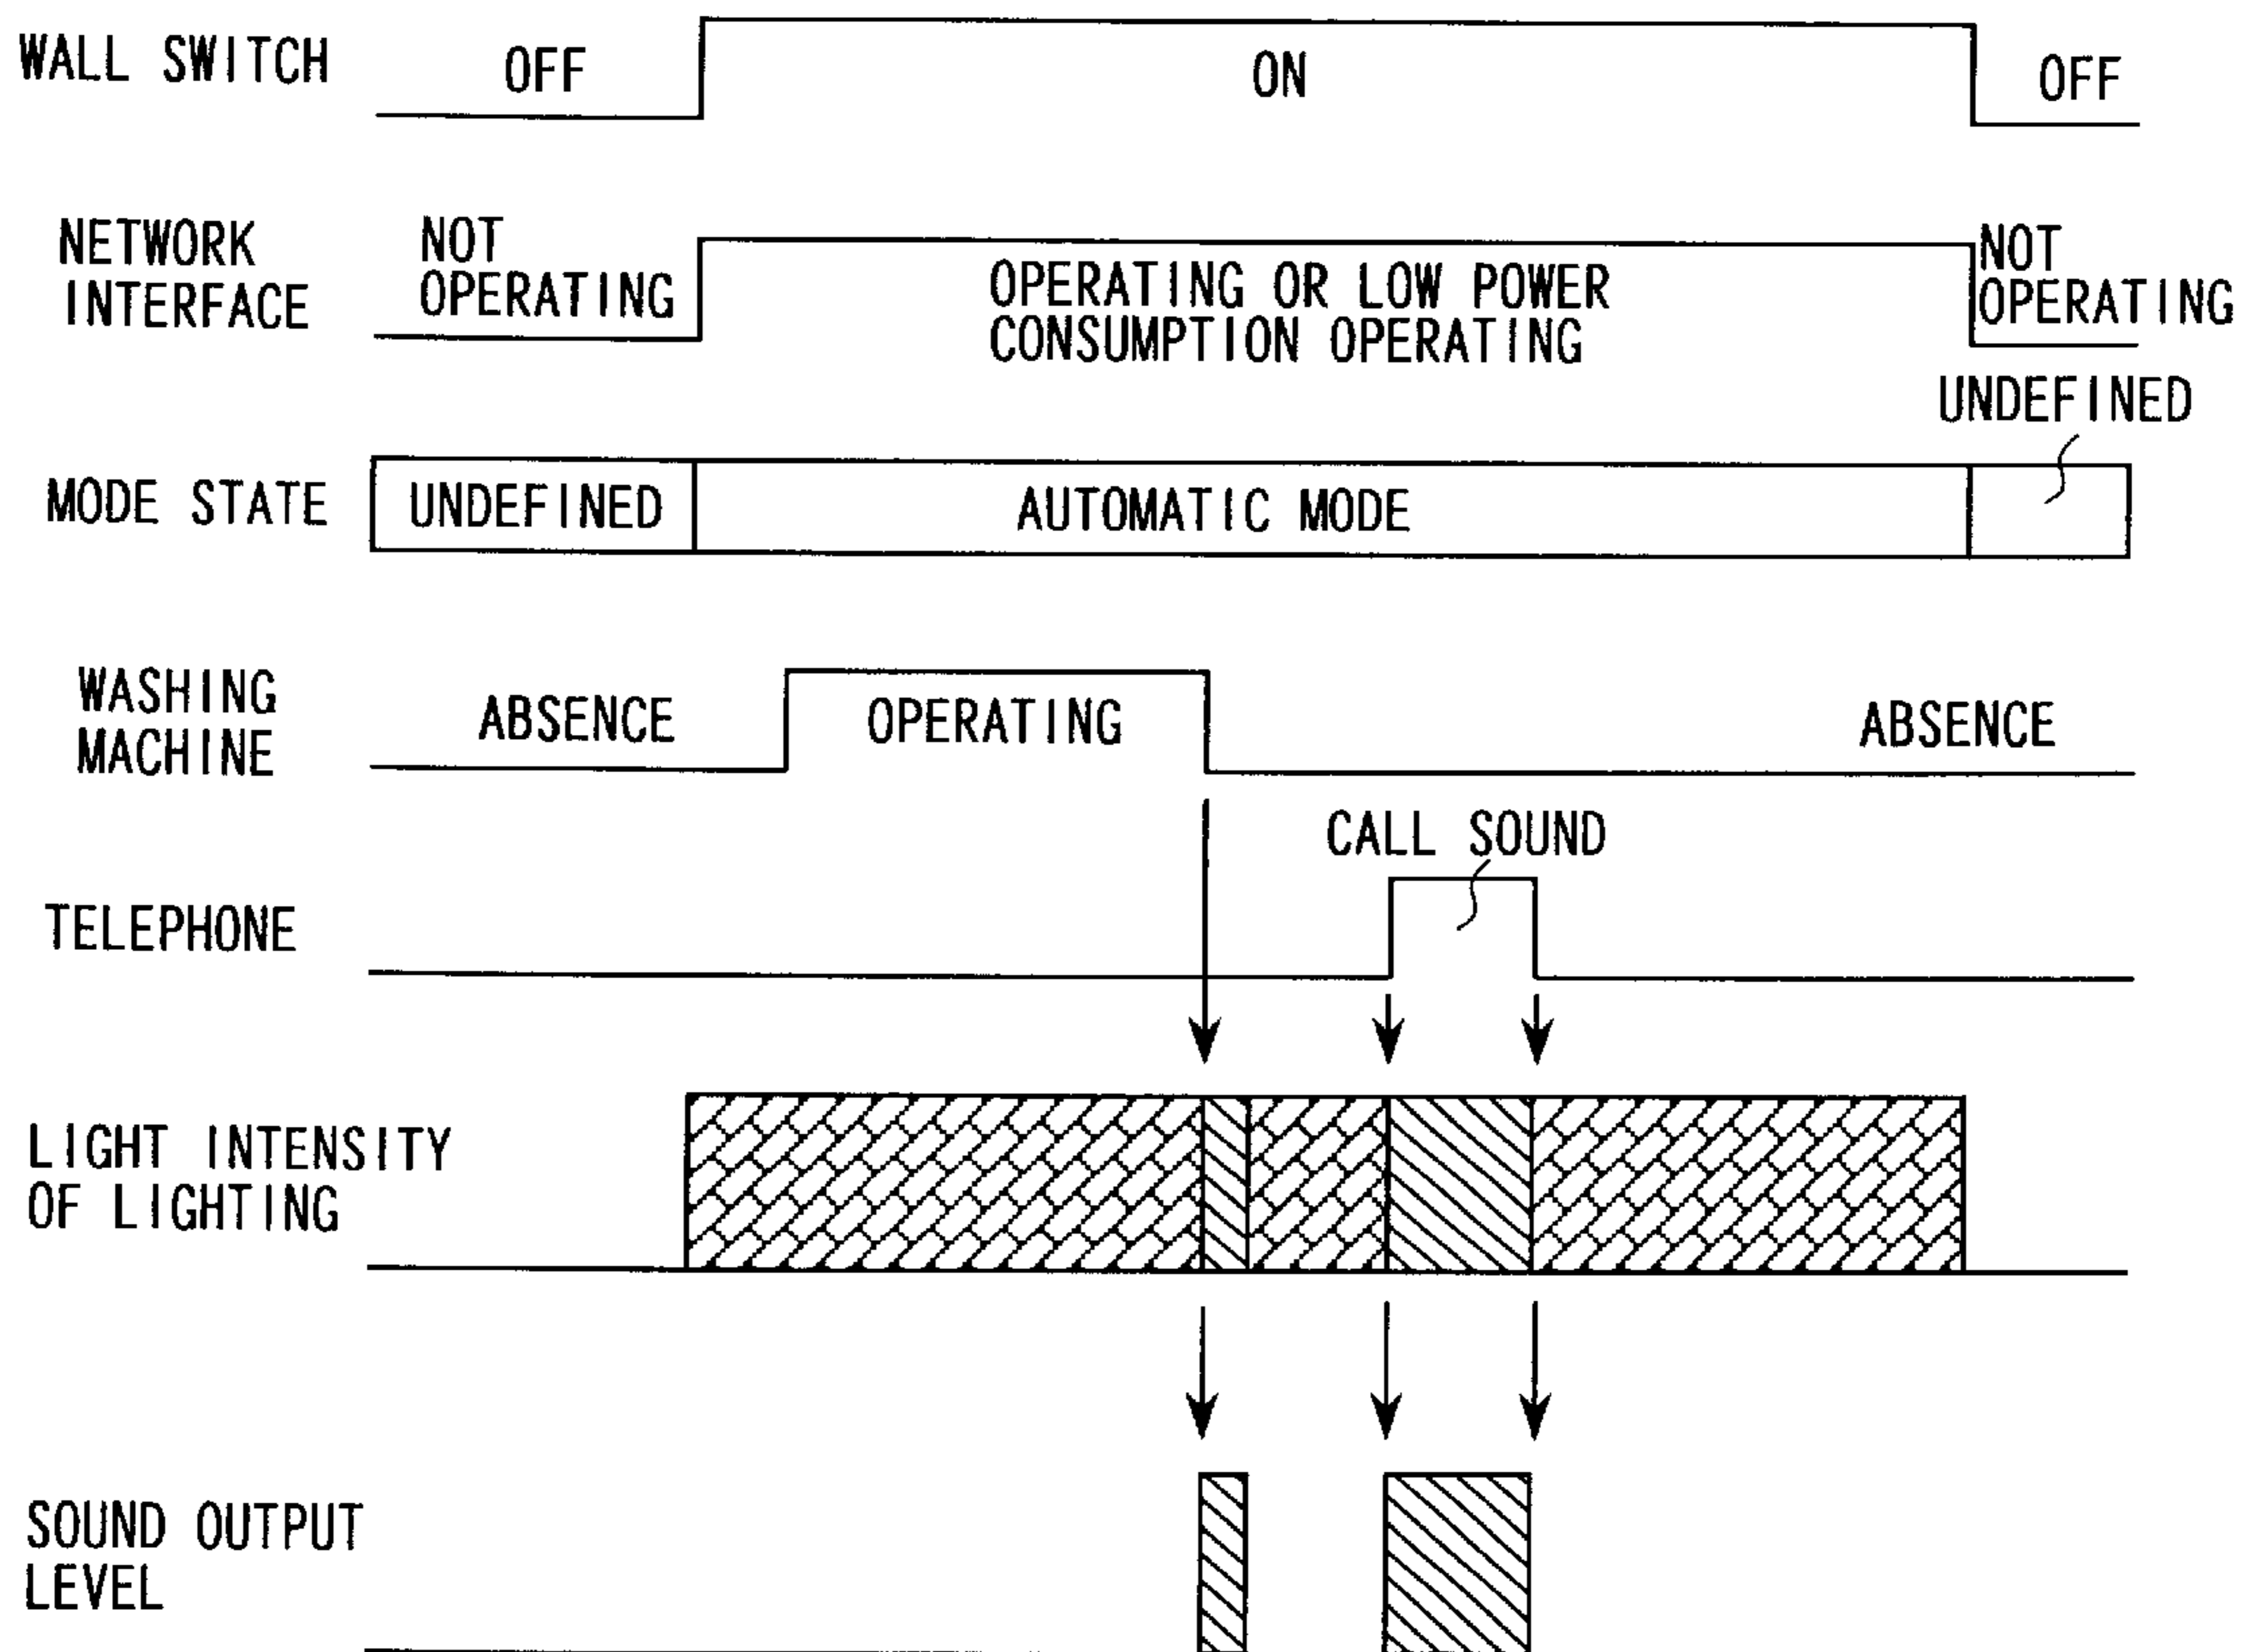 WALL SWITCH
OFF
ON
OFF
NETWORK
INTERFACE
NOT
OPERATING
OPERATING OR LOW POWER
CONSUMPTION OPERATING
NOT
OPERATING
UNDEFINED
MODE STATE
UNDEFINED
AUTOMATIC MODE
WASHING
MACHINE
ABSENCE
OPERATING
ABSENCE
CALL SOUND
TELEPHONE
LIGHT INTENSITY
OF LIGHTING
SOUND OUTPUT
LEVEL